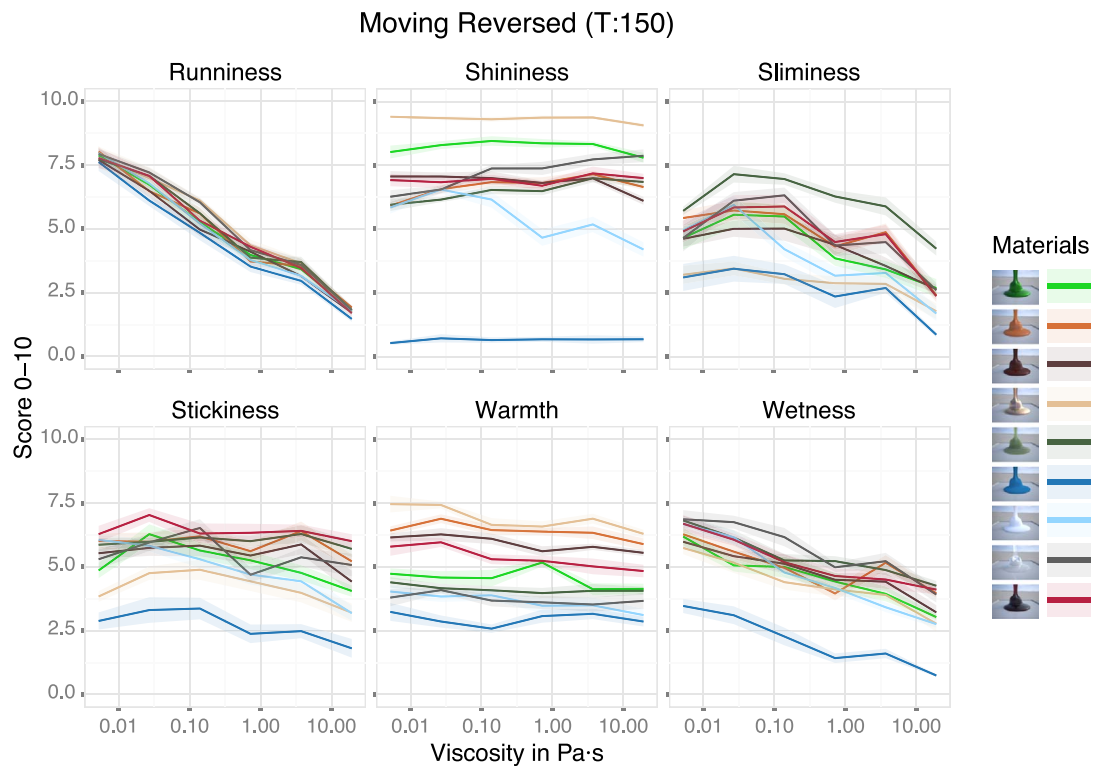 Moving Reversed (T:150)
Runniness
Shininess
Sliminess
10.0
7.5
5.0
2.5
0.0
Score 0–10
Stickiness
Warmth
Wetness
10.0
7.5
5.0
2.5
0.0
0.01 0.10 1.00 10.00
0.01 0.10 1.00 10.00
0.01 0.10 1.00 10.00
Viscosity in Pa·s
Materials